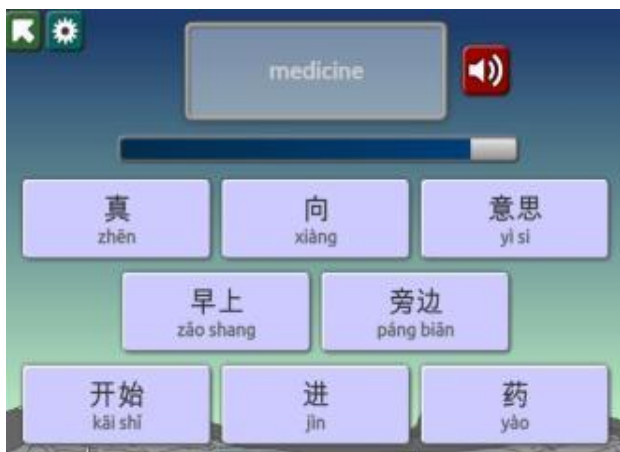 medicine
真 向 意思
zhēn xiàng yì si
早上 旁边
zǎo shang páng biān
开始 进 药
kāi shǐ jìn yào